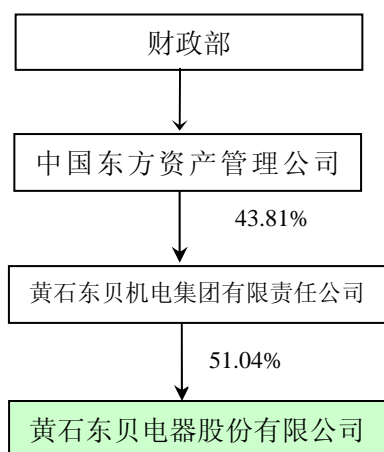 财政部
中国东方资产管理公司
43.81%
黄石东贝机电集团有限责任公司
51.04%
黄石东贝电器股份有限公司